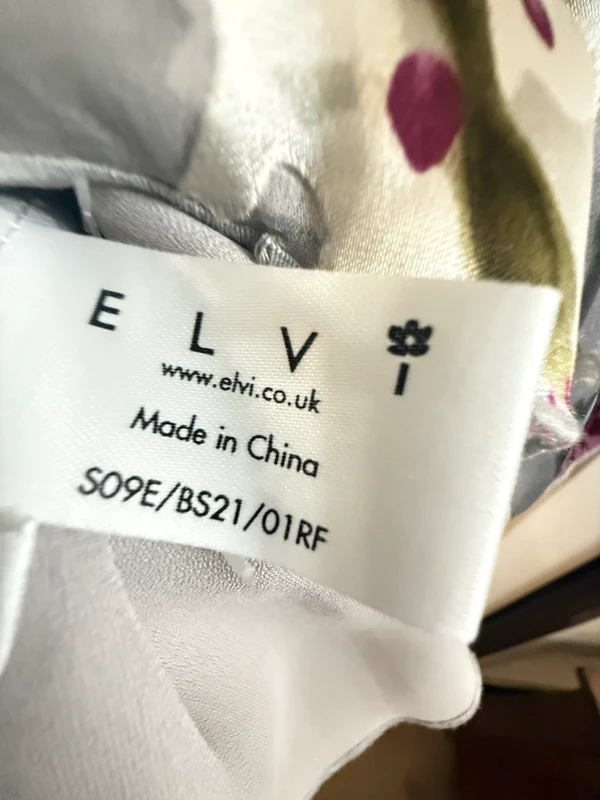 ELVI
www.elvi.co.uk
Made in China
S09E/BS21/01RF